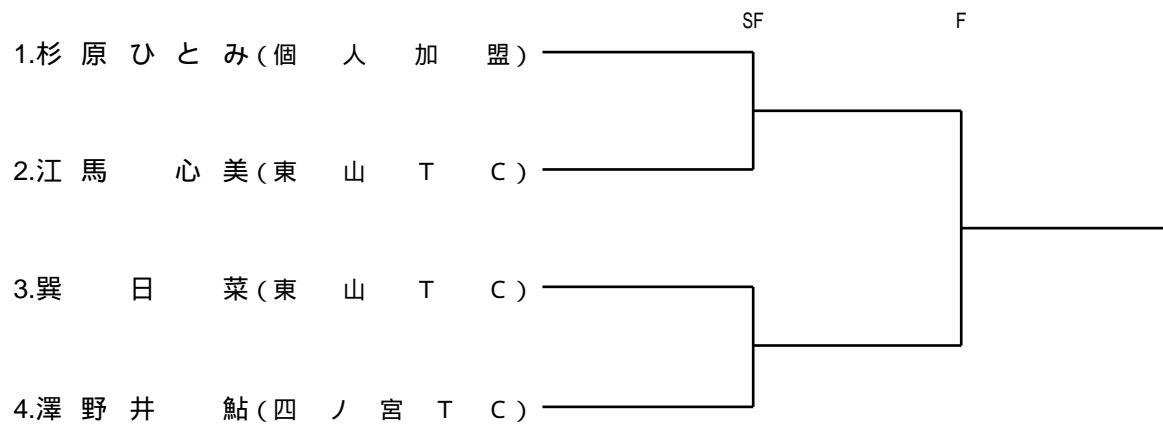 SF F
1.杉原ひとみ(個人加盟)
2.江馬 心美(東山TC)
3.巽 日 菜(東山TC)
4.澤野井 鮎(四ノ宮TC)